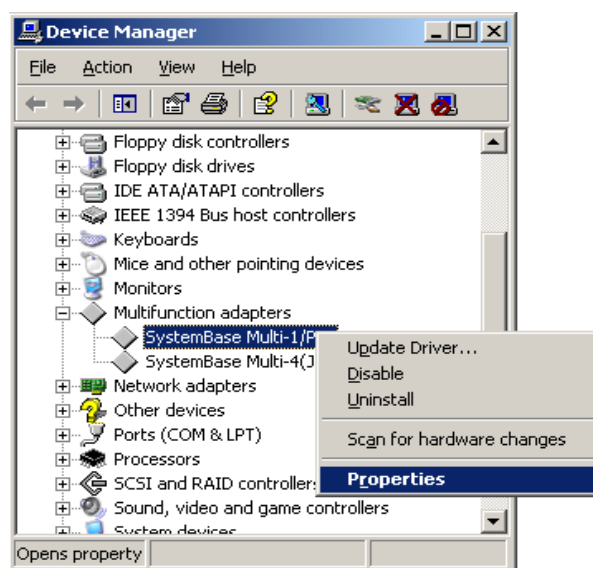 Device Manager
File Action View Help
Floppy disk controllers
Floppy disk drives
IDE ATA/ATAPI controllers
IEEE 1394 Bus host controllers
Keyboards
Mice and other pointing devices
Monitors
Multifunction adapters
SystemBase Multi-1/P
SystemBase Multi-4(J
Network adapters
Other devices
Ports (COM & LPT)
Processors
SCSI and RAID controller
Sound, video and game controllers
System devices
Update Driver...
Disable
Uninstall
Scan for hardware changes
Properties
Opens property